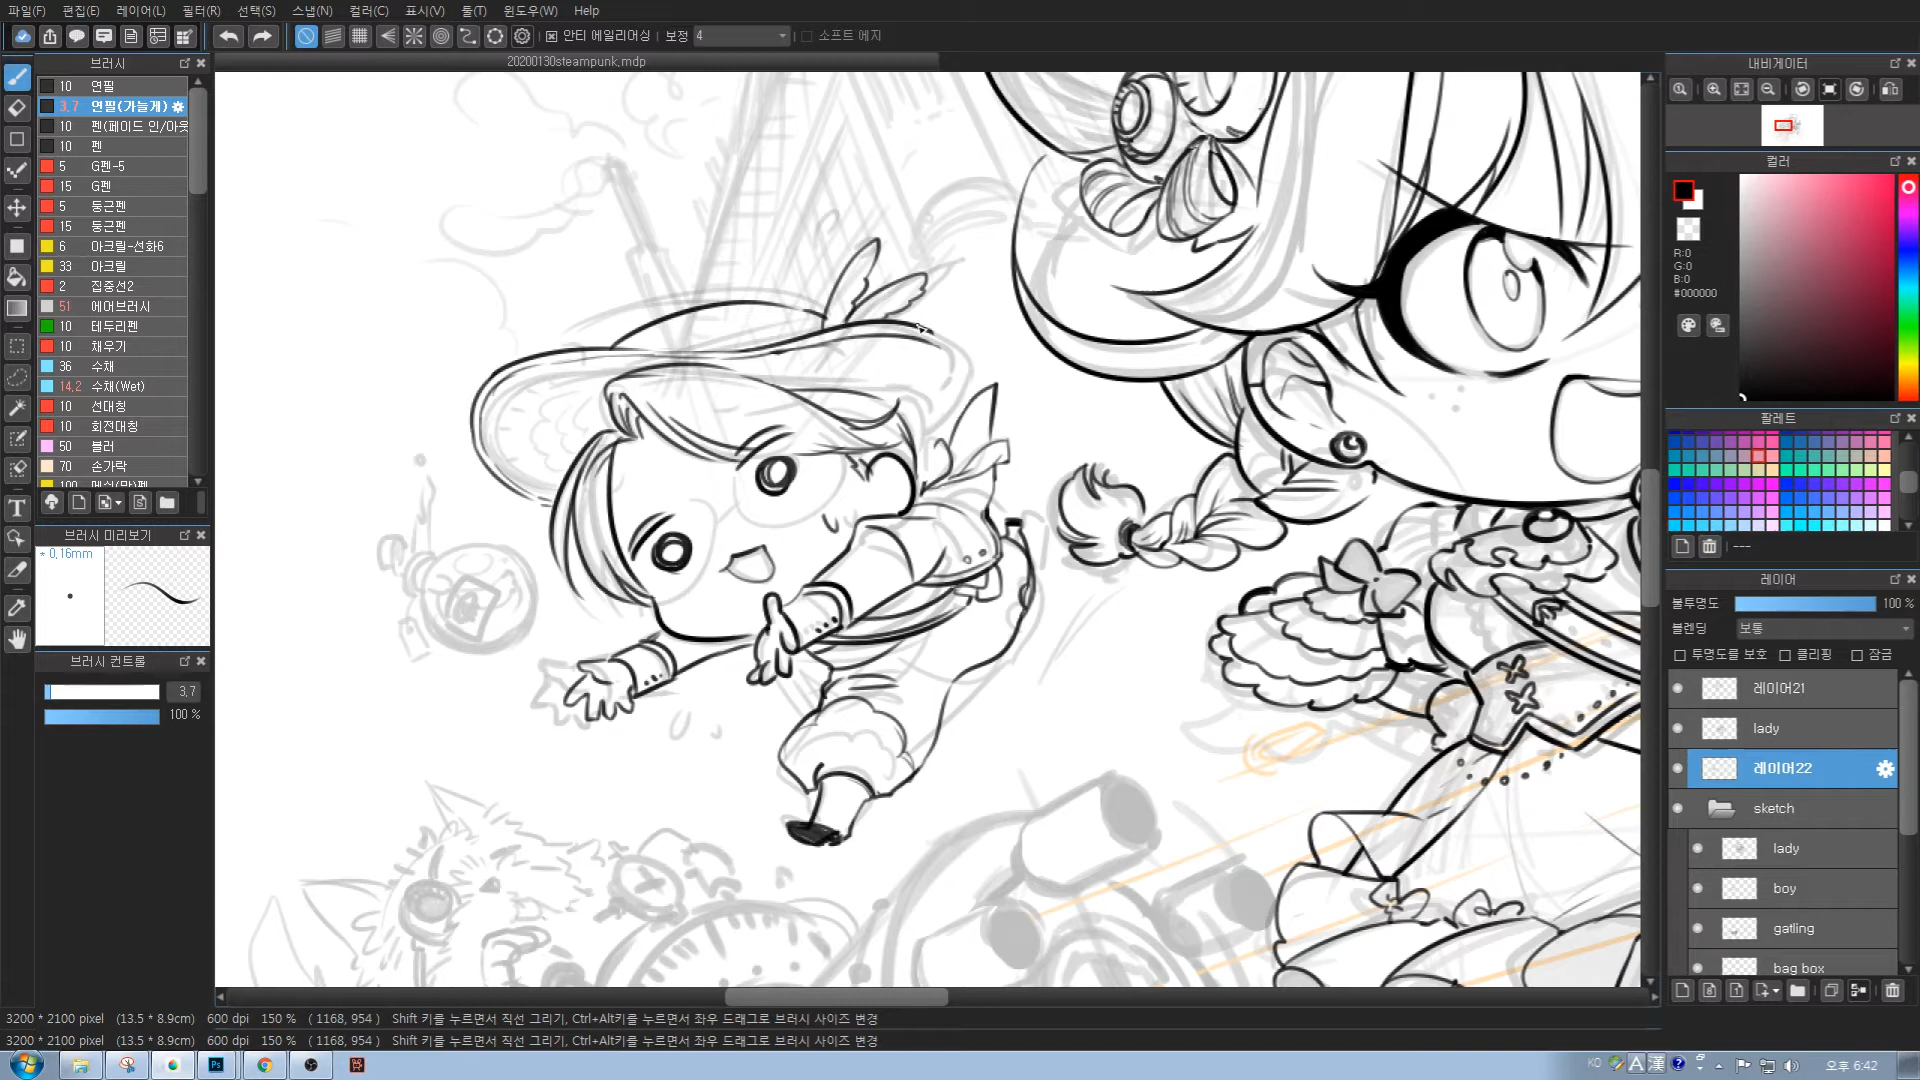 파일(F) 편집(E) 레이어(L) 필터(R) 선택(S) 스냅(N) 컬러(C) 표시(V) 툴(T) 윈도우(W) Help
안티 에일리어싱 보정 4 소프트 에지
브러시
20200130steampunk.mdp
내비게이터
10 연필
3.7 연필(가늘게)
10 펜(페이드 인/아웃
10 펜
5 G펜-5
15 G펜
5 둥근펜
15 둥근펜
6 아크릴-선화6
33 아크릴
2 집중선2
51 에어브러시
10 테두리펜
10 채우기
36 수채
14.2 수채(Wet)
10 선대칭
10 회전대칭
50 블러
70 손가락
100 메쉬(망)펜
브러시 미리보기
* 0.16mm
브러시 컨트롤
3.7
100 %
컬러
R:0
G:0
B:0
#000000
팔레트
---
레이어
불투명도 100 %
블렌딩 보통
투명도를 보호 클리핑 잠금
레이어21
lady
레이어22
sketch
lady
boy
gatling
bag box
3200 * 2100 pixel (13.5 * 8.9cm) 600 dpi 150 % ( 1168, 954 ) Shift 키를 누르면서 직선 그리기, Ctrl+Alt키를 누르면서 좌우 드래그로 브러시 사이즈 변경
3200 * 2100 pixel (13.5 * 8.9cm) 600 dpi 150 % ( 1168, 954 ) Shift 키를 누르면서 직선 그리기, Ctrl+Alt키를 누르면서 좌우 드래그로 브러시 사이즈 변경
Ps KO A 漢 오후 6:42